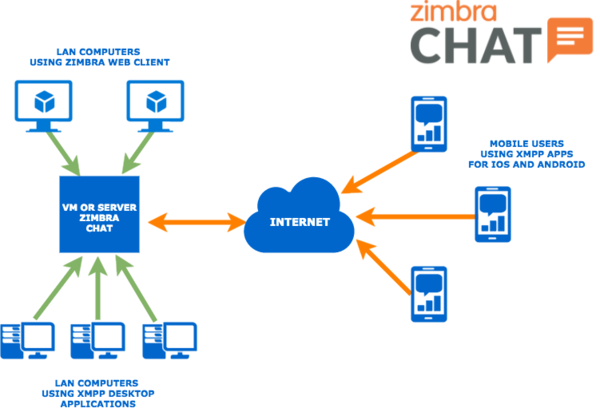 zimbra
CHAT
LAN COMPUTERS
USING ZIMBRA WEB CLIENT
MOBILE USERS
USING XMPP APPS
FOR IOS AND ANDROID
VM OR SERVER
ZIMBRA
CHAT
INTERNET
LAN COMPUTERS
USING XMPP DESKTOP
APPLICATIONS